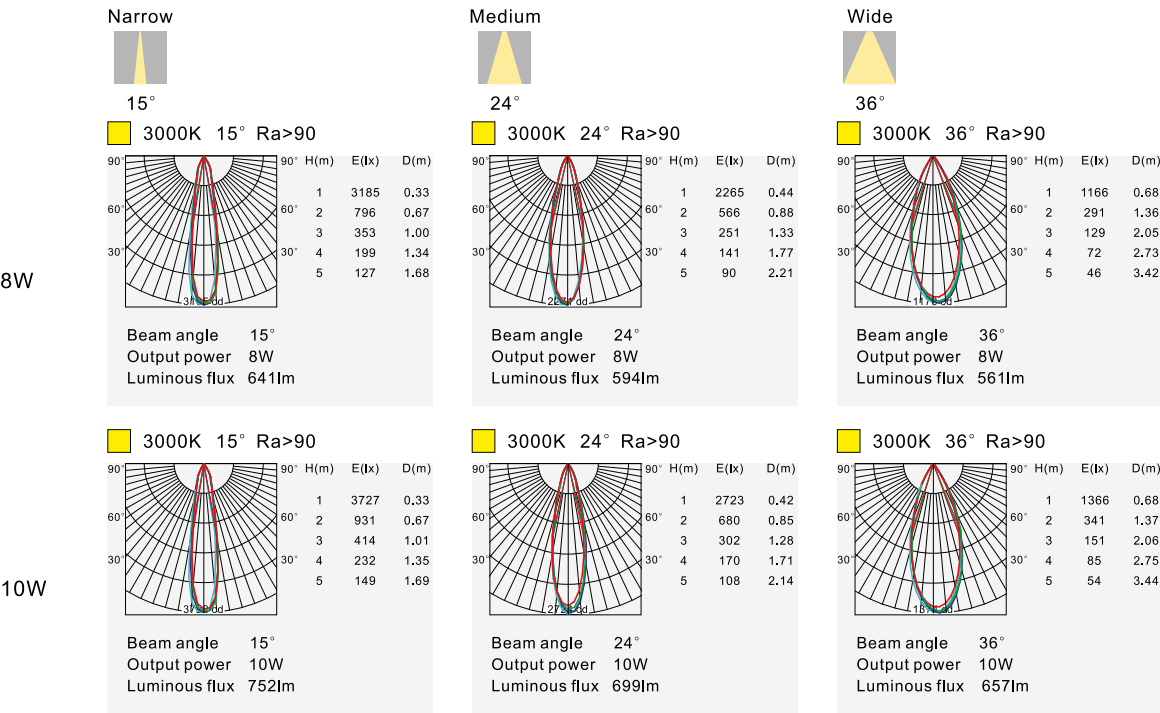 Narrow
15°
Medium
24°
Wide
36°
8W
3000K 15° Ra>90
90° 90° H(m) E(lx) D(m)
1 3185 0.33
60° 60° 2 796 0.67
3 353 1.00
30° 30° 4 199 1.34
5 127 1.68
cd
Beam angle 15°
Output power 8W
Luminous flux 641lm
3000K 24° Ra>90
90° 90° H(m) E(lx) D(m)
1 2265 0.44
60° 60° 2 566 0.88
3 251 1.33
30° 30° 4 141 1.77
5 90 2.21
cd
Beam angle 24°
Output power 8W
Luminous flux 594lm
3000K 36° Ra>90
90° 90° H(m) E(lx) D(m)
1 1166 0.68
60° 60° 2 291 1.36
3 129 2.05
30° 30° 4 72 2.73
5 46 3.42
cd
Beam angle 36°
Output power 8W
Luminous flux 561lm
10W
3000K 15° Ra>90
90° 90° H(m) E(lx) D(m)
1 3727 0.33
60° 60° 2 931 0.67
3 414 1.01
30° 30° 4 232 1.35
5 149 1.69
cd
Beam angle 15°
Output power 10W
Luminous flux 752lm
3000K 24° Ra>90
90° 90° H(m) E(lx) D(m)
1 2723 0.42
60° 60° 2 680 0.85
3 302 1.28
30° 30° 4 170 1.71
5 108 2.14
cd
Beam angle 24°
Output power 10W
Luminous flux 699lm
3000K 36° Ra>90
90° 90° H(m) E(lx) D(m)
1 1366 0.68
60° 60° 2 341 1.37
3 151 2.06
30° 30° 4 85 2.75
5 54 3.44
cd
Beam angle 36°
Output power 10W
Luminous flux 657lm